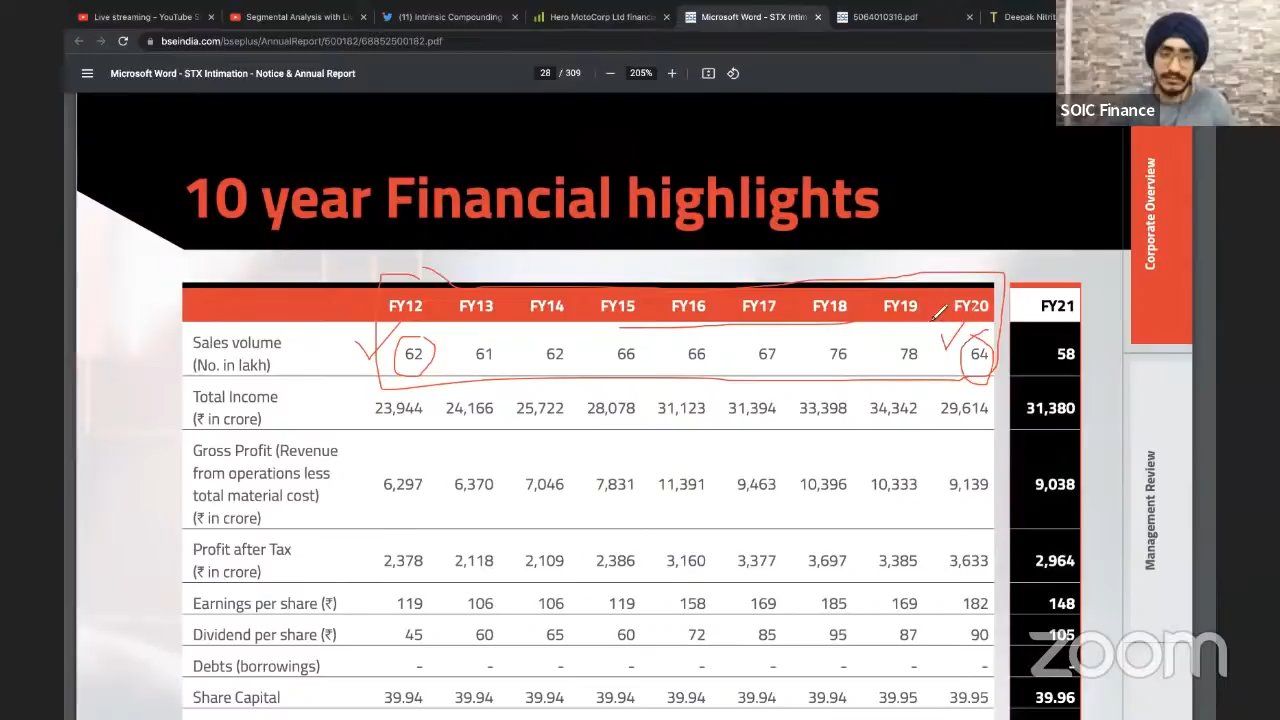 Live streaming - YouTube S
Segmental Analysis with Li
(11) Intrinsic Compounding
Hero MotoCorp Ltd financi
Microsoft Word - STX Intim
5064010316.pdf
Deepak Nitrit
bseindia.com/bseplus/AnnualReport/500182/68852500182.pdf
Microsoft Word - STX Intimation - Notice & Annual Report
28 / 309
205%
SOIC Finance
10 year Financial highlights
Corporate Overview
Management Review
FY12 FY13 FY14 FY15 FY16 FY17 FY18 FY19 FY20 FY21
Sales volume
(No. in lakh) 62 61 62 66 66 67 76 78 64 58
Total Income
(₹ in crore) 23,944 24,166 25,722 28,078 31,123 31,394 33,398 34,342 29,614 31,380
Gross Profit (Revenue
from operations less
total material cost)
(₹ in crore) 6,297 6,370 7,046 7,831 11,391 9,463 10,396 10,333 9,139 9,038
Profit after Tax
(₹ in crore) 2,378 2,118 2,109 2,386 3,160 3,377 3,697 3,385 3,633 2,964
Earnings per share (₹) 119 106 106 119 158 169 185 169 182 148
Dividend per share (₹) 45 60 65 60 72 85 95 87 90 105
Debts (borrowings) - - - - - - - - - -
Share Capital 39.94 39.94 39.94 39.94 39.94 39.94 39.94 39.95 39.95 39.96
zoom